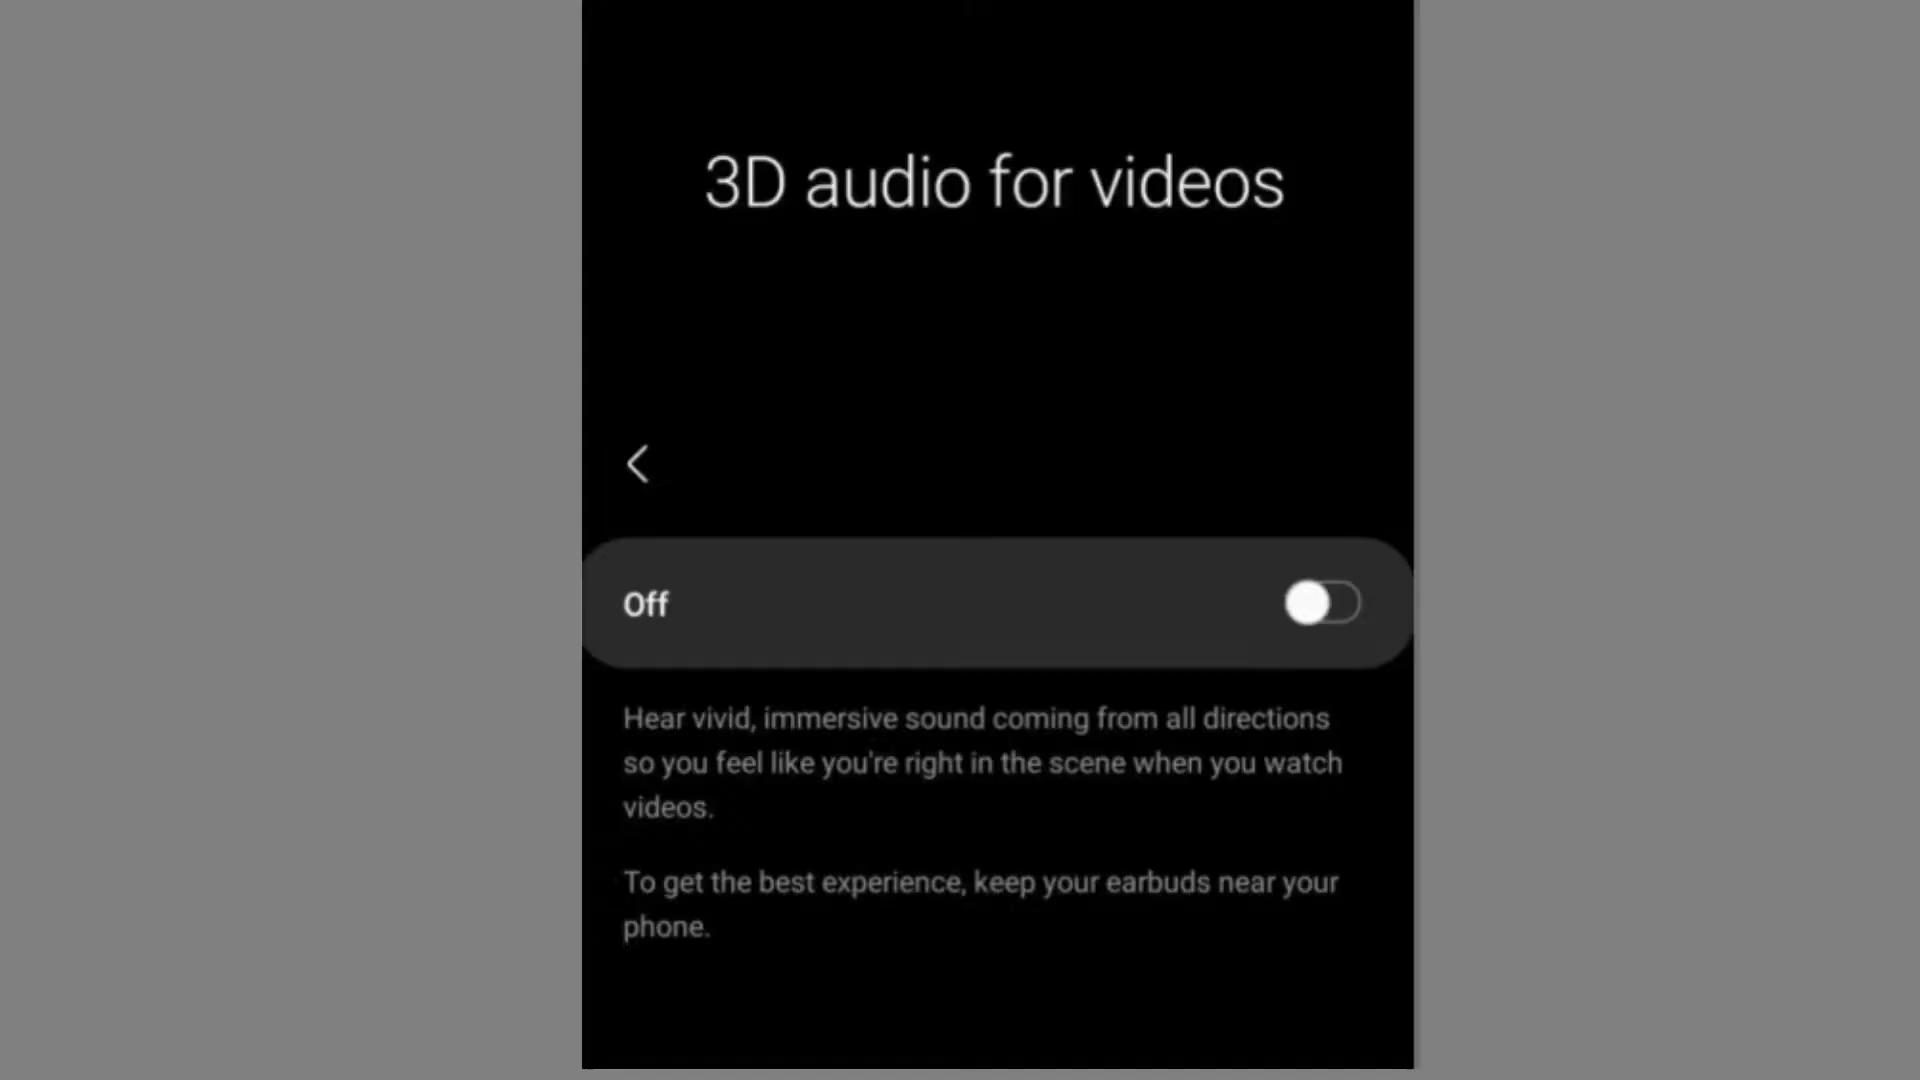 3D audio for videos
Off
Hear vivid, immersive sound coming from all directions
so you feel like you're right in the scene when you watch
videos.
To get the best experience, keep your earbuds near your
phone.